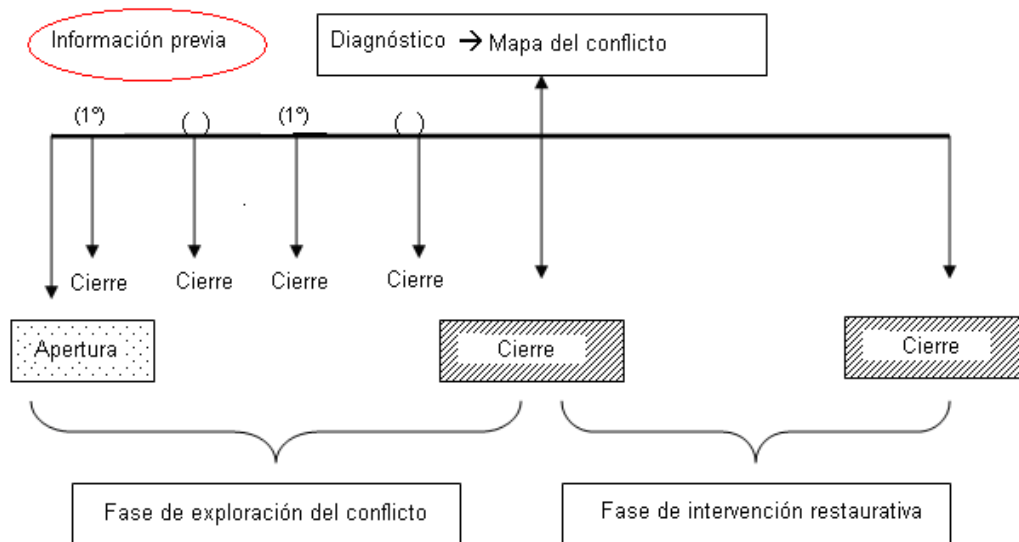 Información previa
Diagnóstico → Mapa del conflicto
(1º) ( ) (1º) ( )
Cierre Cierre Cierre Cierre
Apertura Cierre Cierre
Fase de exploración del conflicto Fase de intervención restaurativa